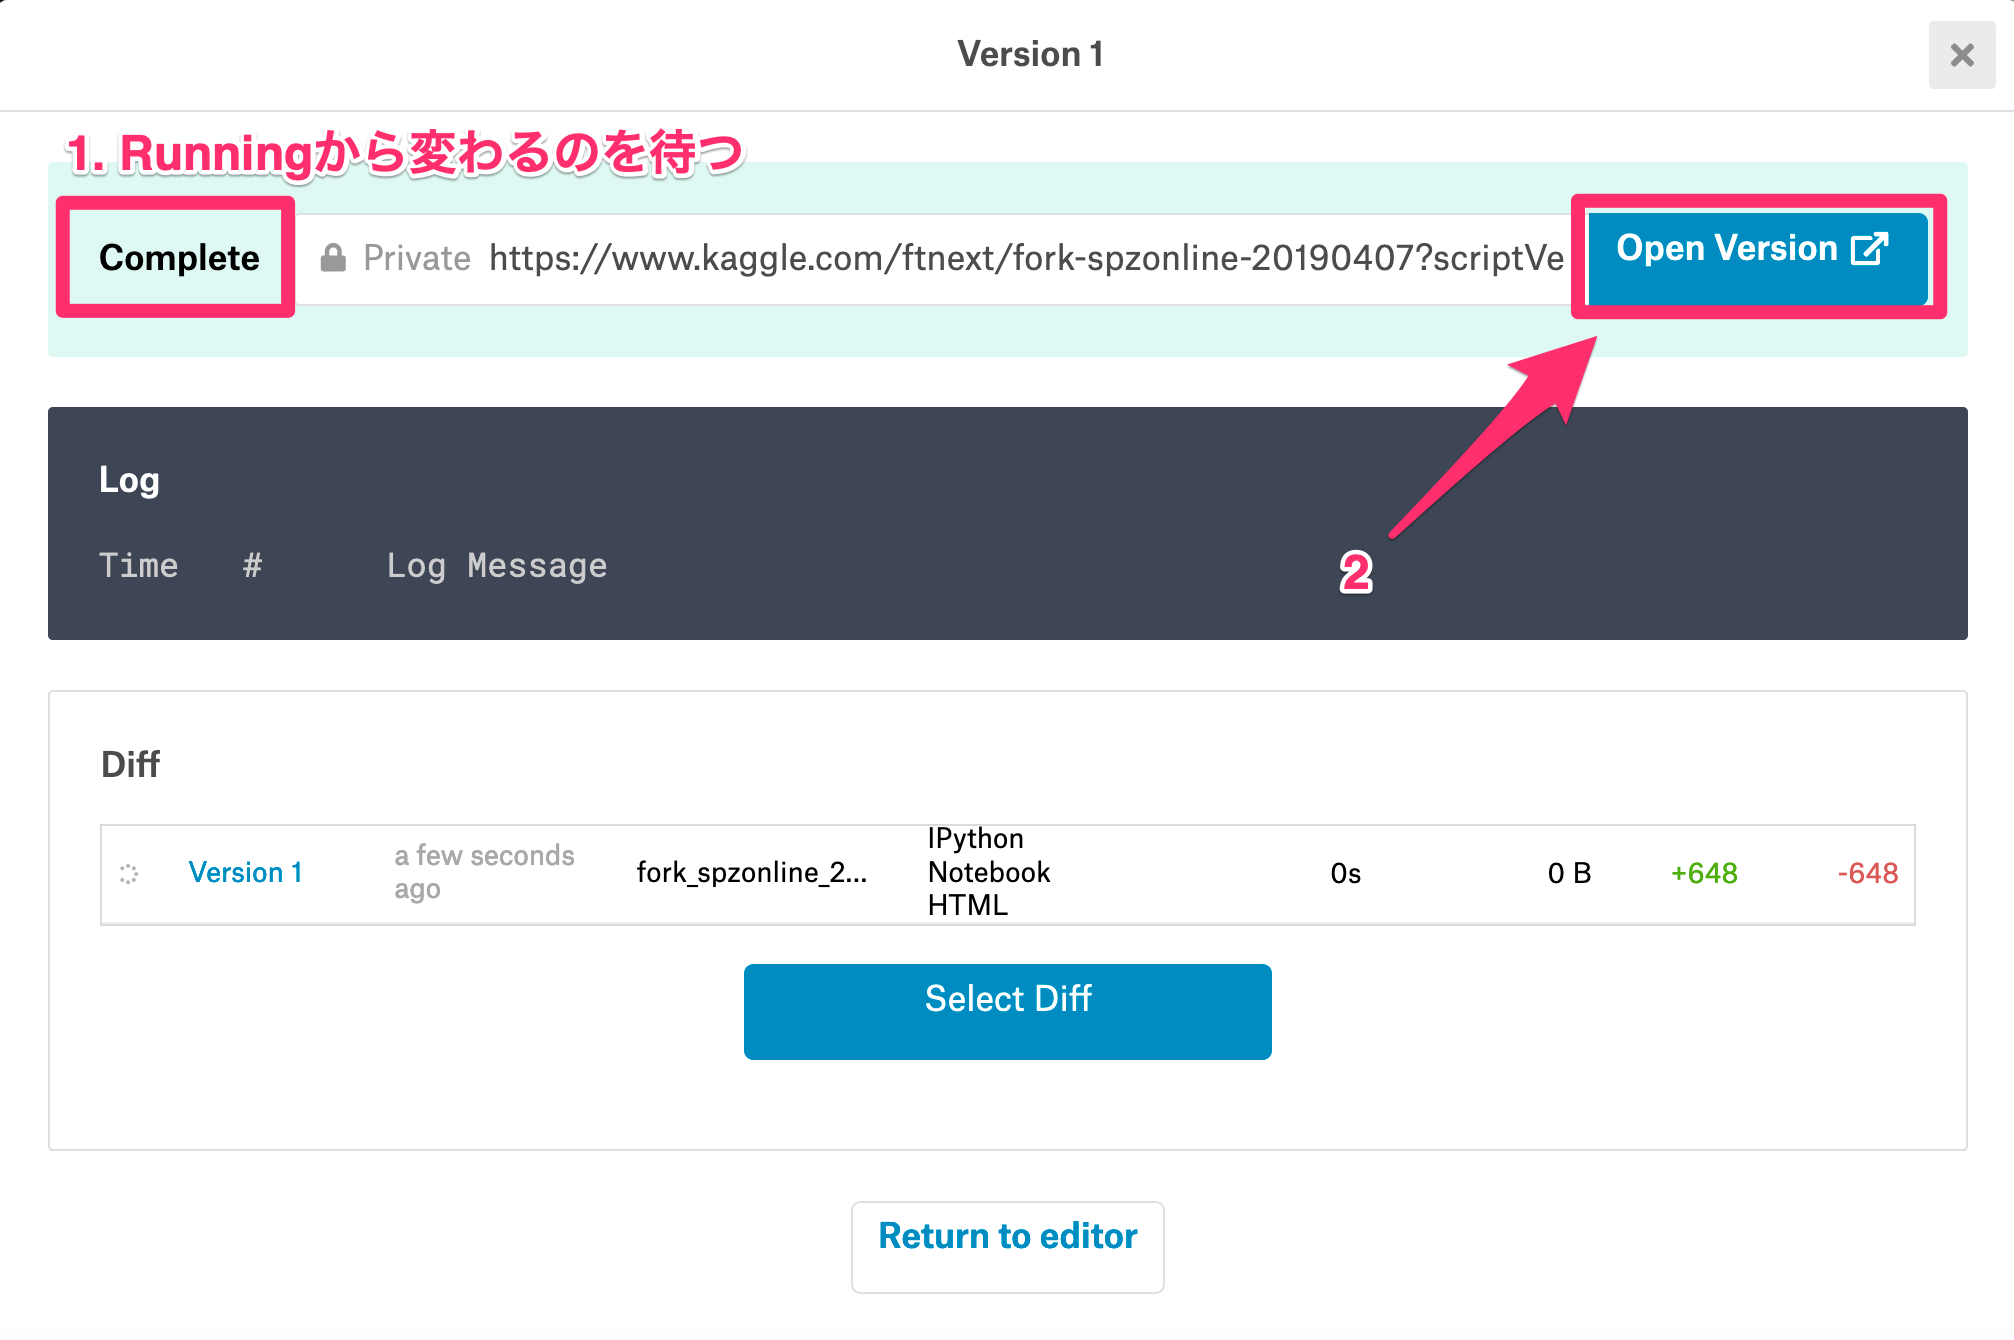 Version 1
1. Runningから変わるのを待つ
Complete
Private https://www.kaggle.com/ftnext/fork-spzonline-20190407?scriptVe
Open Version
Log
Time # Log Message
2
Diff
Version 1
a few seconds
ago
fork_spzonline_2...
IPython
Notebook
HTML
0s
0 B
+648
-648
Select Diff
Return to editor